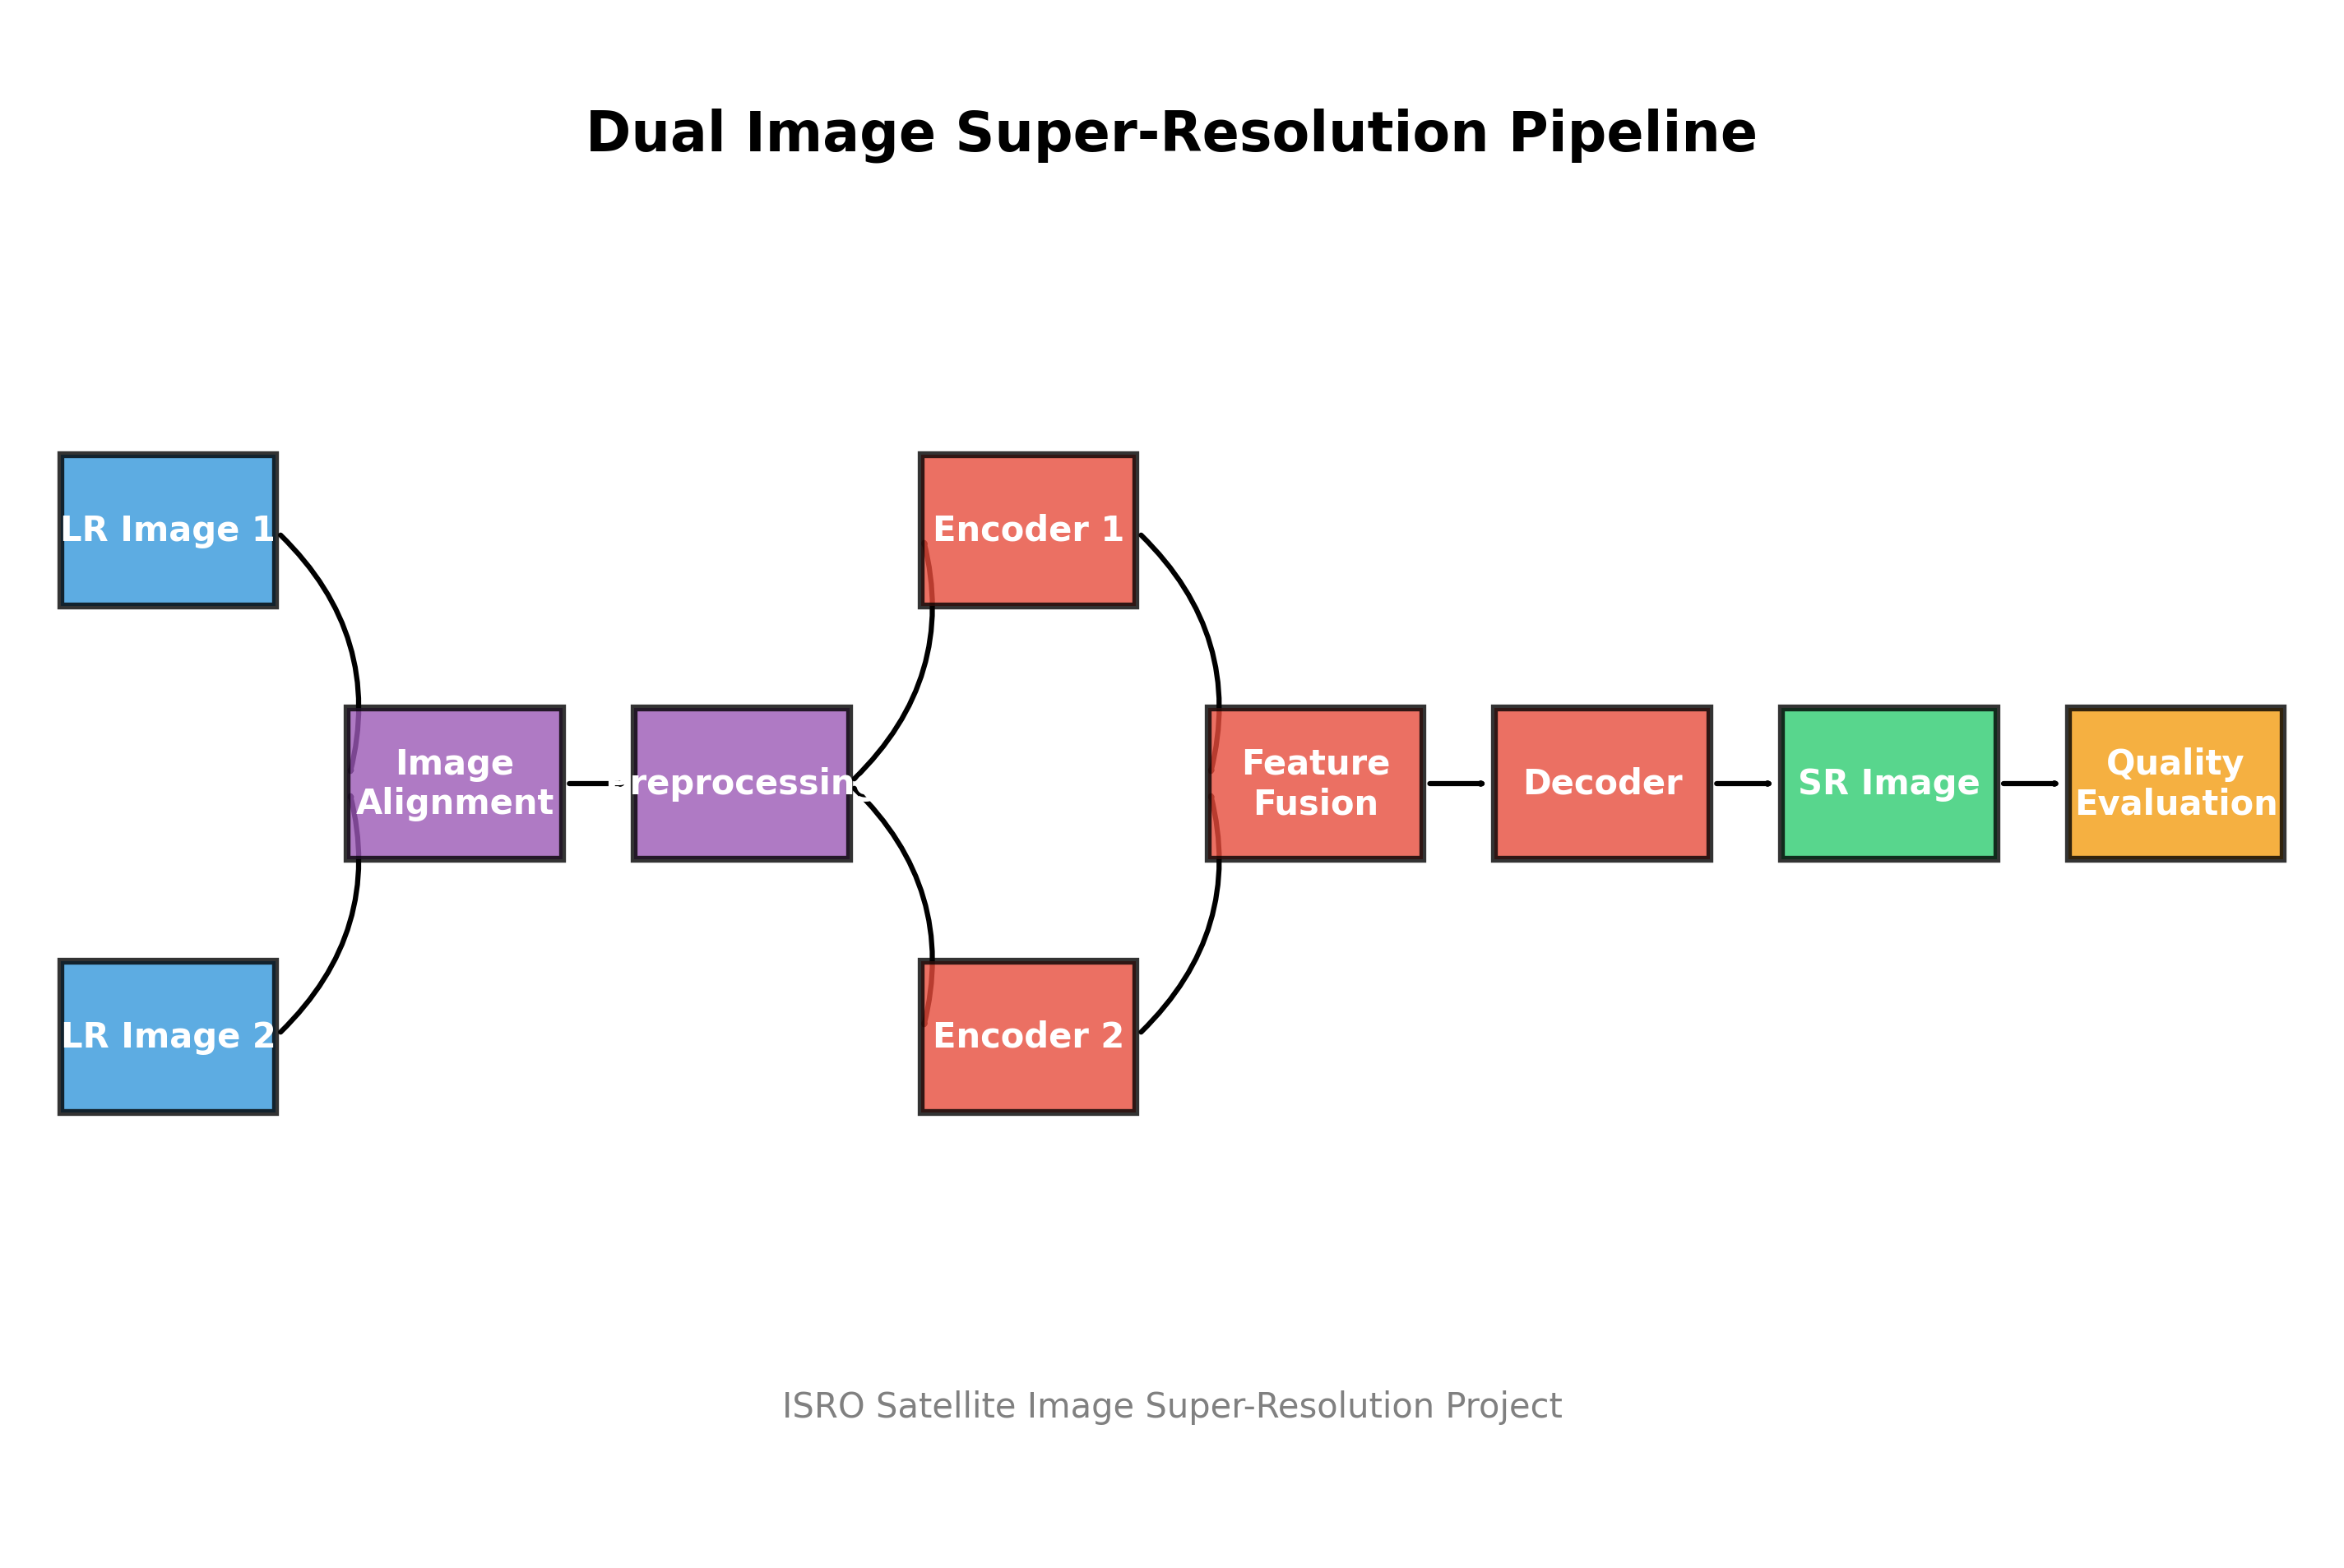 Dual Image Super-Resolution Pipeline
LR Image 1
Encoder 1
Image
Alignment
Preprocessing
Feature
Fusion
Decoder
SR Image
Quality
Evaluation
LR Image 2
Encoder 2
ISRO Satellite Image Super-Resolution Project